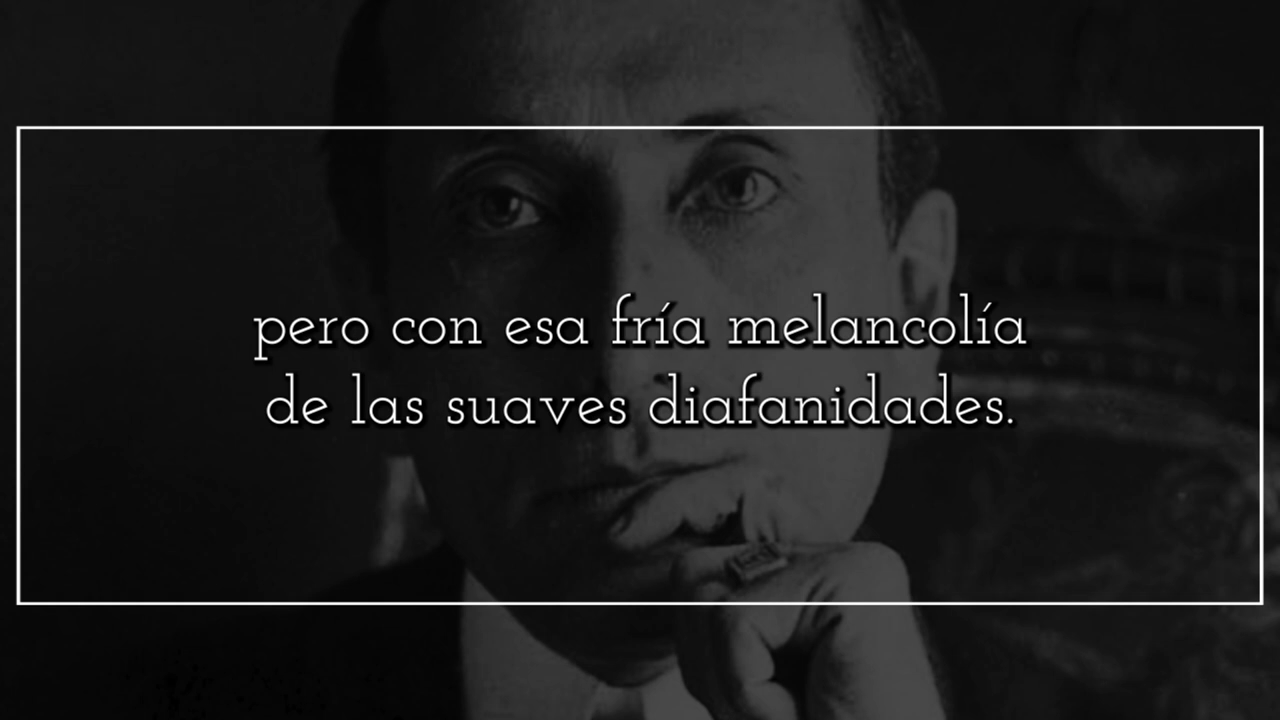 pero con esa fría melancolía
de las suaves diafanidades.